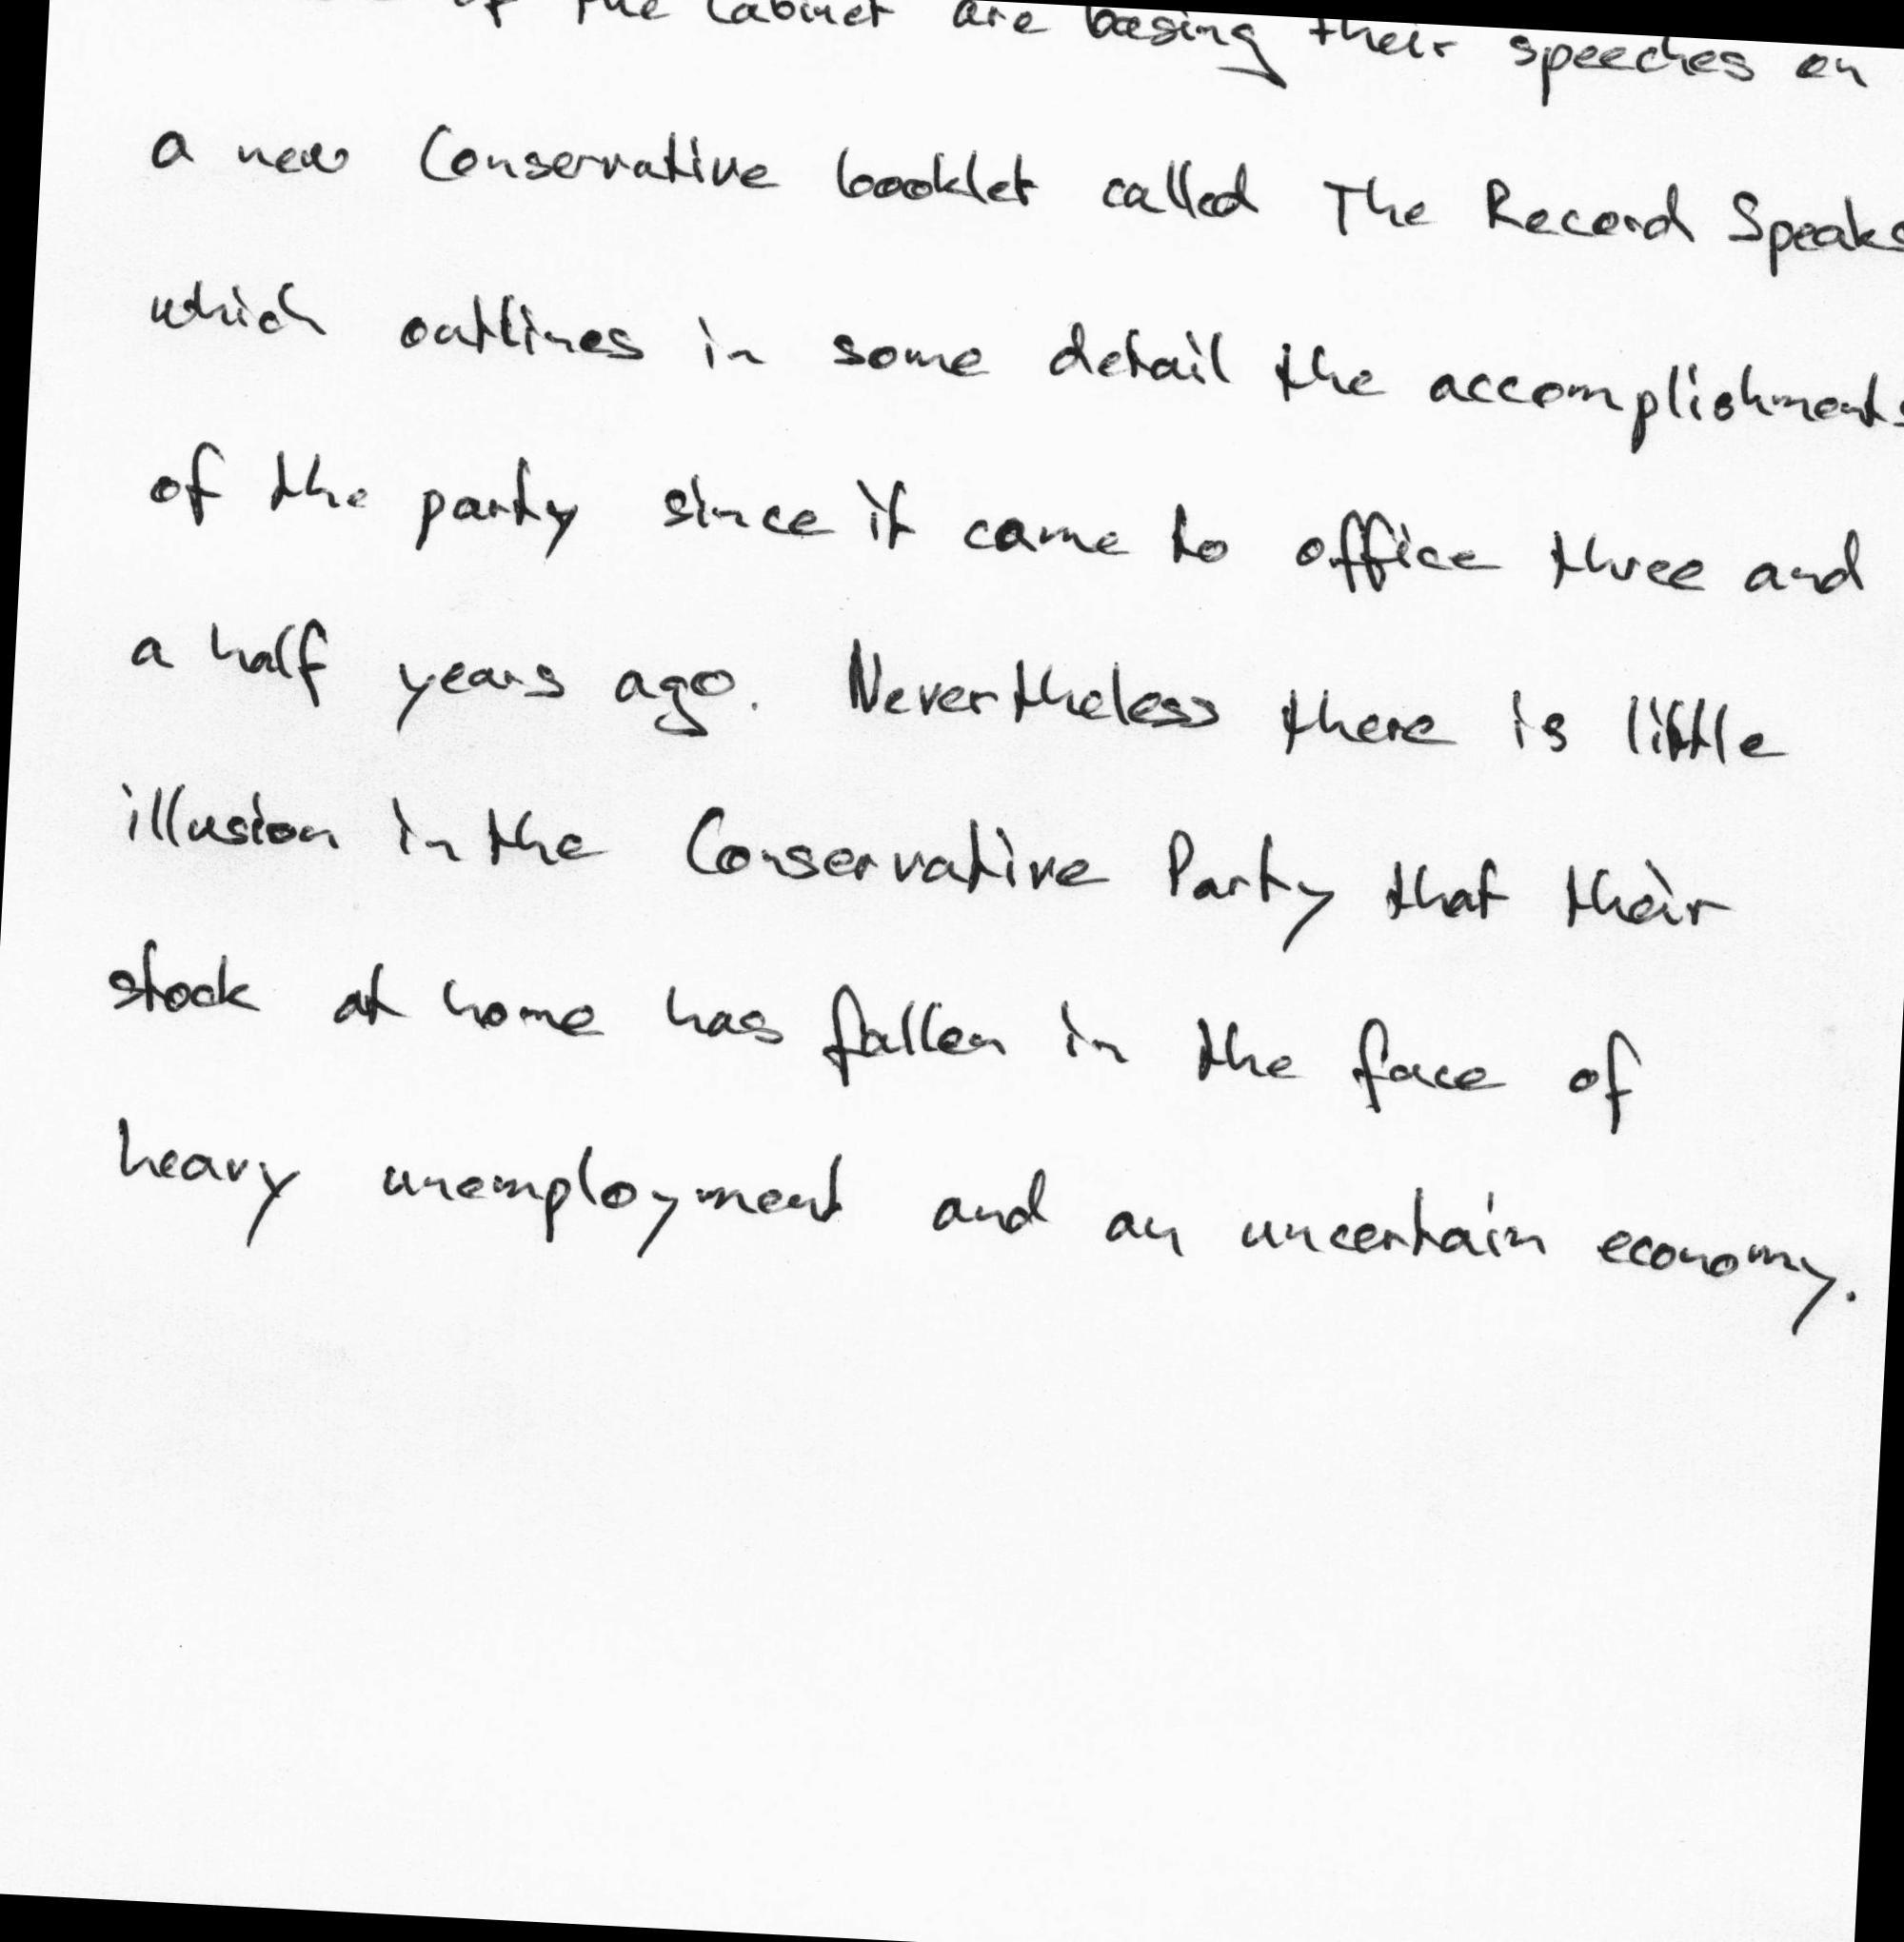 of the Cabinet are basing their speeches on
a new Conservative booklet called The Record Speaks
which outlines in some detail the accomplishments
of the party since it came to office three and
a half years ago. Nevertheless there is little
illusion in the Conservative Party that their
stock at home has fallen in the face of
heavy unemployment and an uncertain economy.